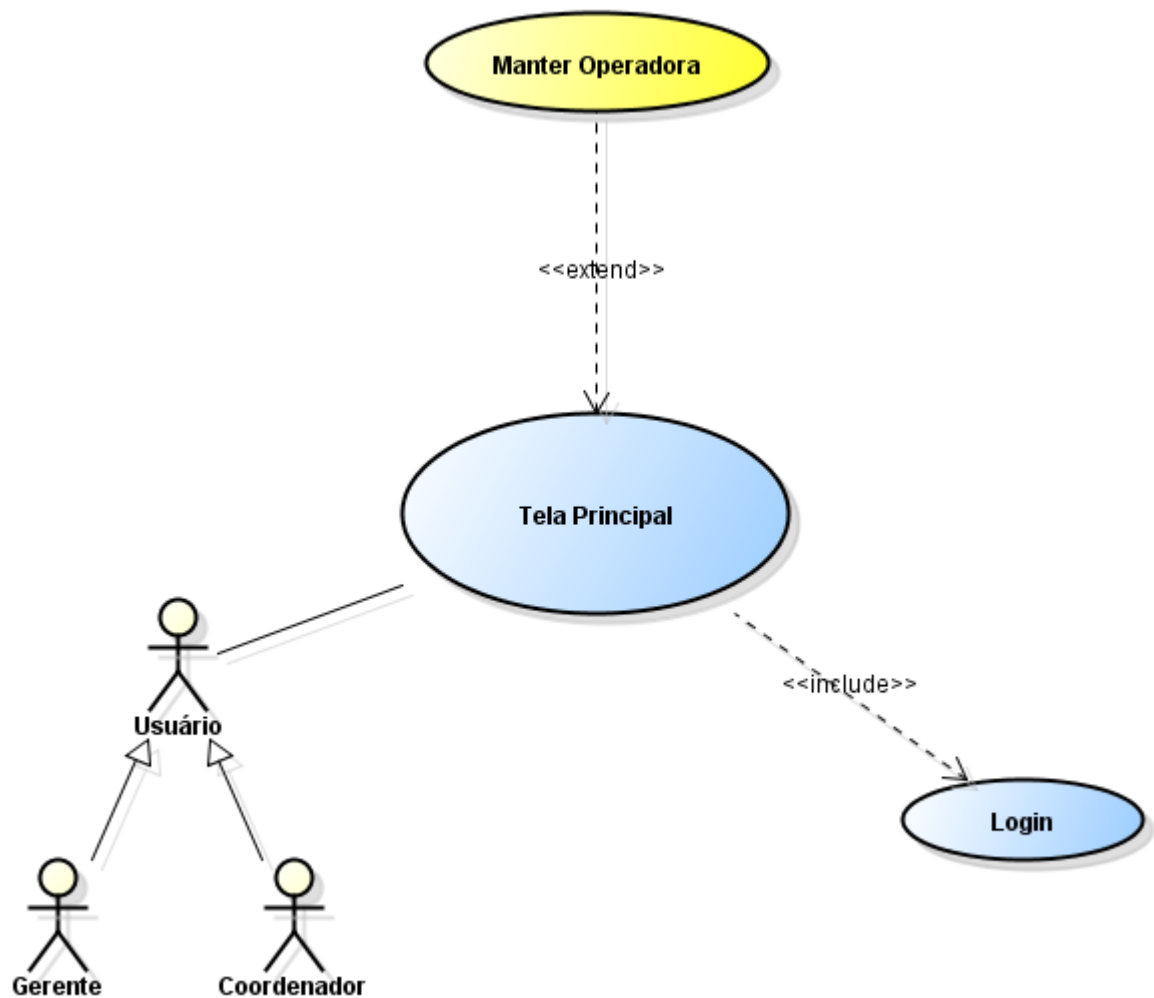 Manter Operadora
<<extend>>
Tela Principal
<<include>>
Usuário
Login
Gerente
Coordenador